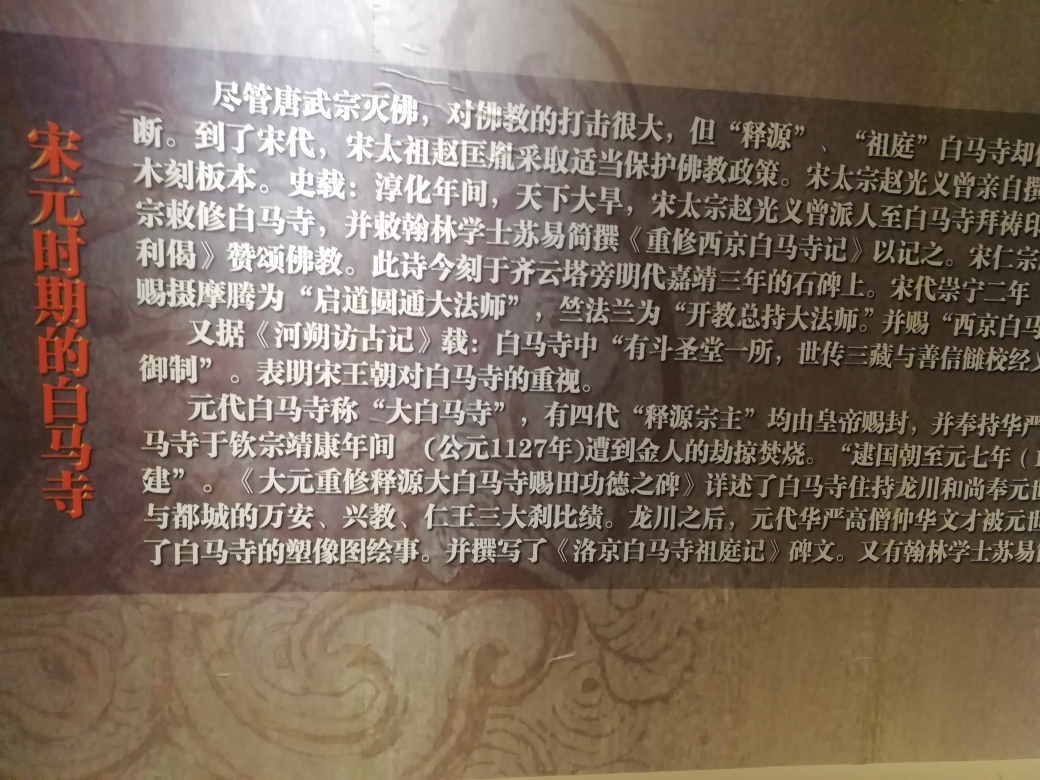 宋元时期的白马寺
尽管唐武宗灭佛，对佛教的打击很大，但“释源”、“祖庭”白马寺却
断。到了宋代，宋太祖赵匡胤采取适当保护佛教政策。宋太宗赵光义曾亲自撰
木刻板本。史载：淳化年间，天下大旱，宋太宗赵光义曾派人至白马寺拜祷印
宗敕修白马寺，并敕翰林学士苏易简撰《重修西京白马寺记》以记之。宋仁宗
利偈》赞颂佛教。此诗今刻于齐云塔旁明代嘉靖三年的石碑上。宋代崇宁二年
赐摄摩腾为“启道圆通大法师”，竺法兰为“开教总持大法师。”并赐“西京白马
又据《河朔访古记》载：白马寺中“有斗圣堂一所，世传三藏与善信雠校经
御制”。表明宋王朝对白马寺的重视。
元代白马寺称“大白马寺”，有四代“释源宗主”均由皇帝赐封，并奉持华严
马寺于钦宗靖康年间 (公元1127年)遭到金人的劫掠焚烧。“逮国朝至元七年（
建”。《大元重修释源大白马寺赐田功德之碑》详述了白马寺住持龙川和尚奉元世
与都城的万安、兴教、仁王三大刹比绩。龙川之后，元代华严高僧仲华文才被元世
了白马寺的塑像图绘事。并撰写了《洛京白马寺祖庭记》碑文。又有翰林学士苏易